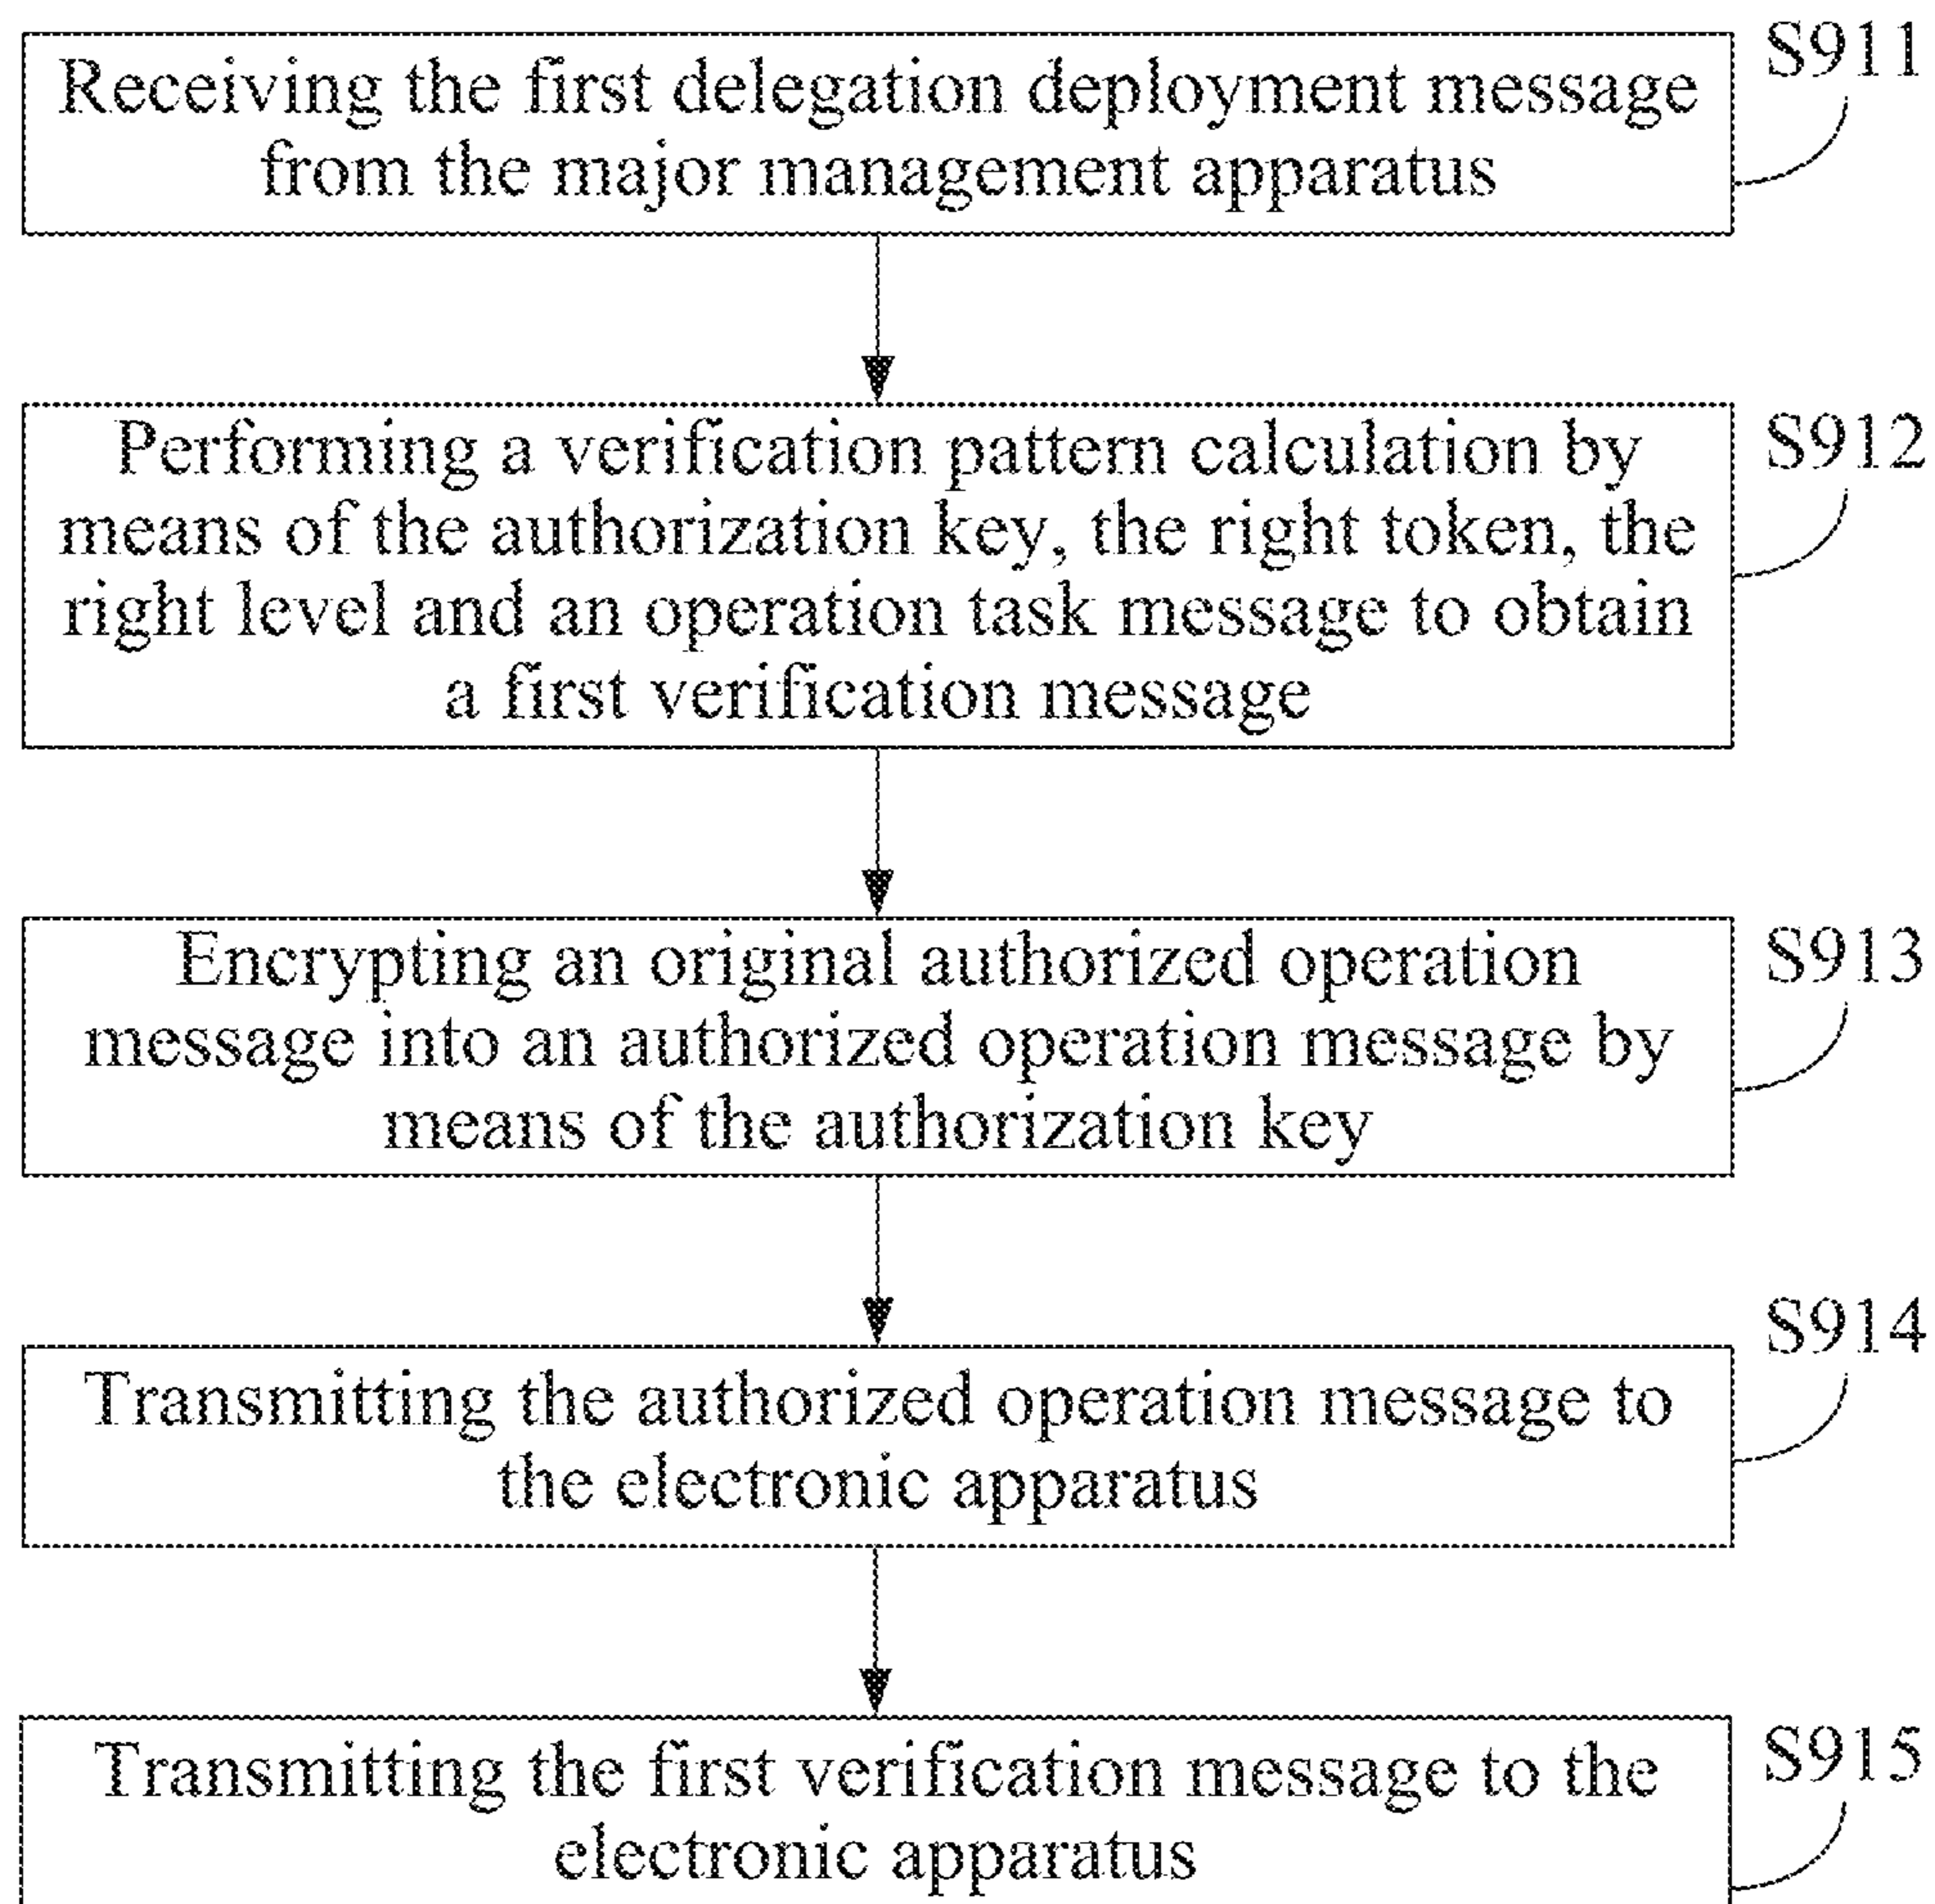 S911
Receiving the first delegation deployment message
from the major management apparatus
S912
Performing a verification pattern calculation by
means of the authorization key, the right token, the
right level and an operation task message to obtain
a first verification message
S913
Encrypting an original authorized operation
message into an authorized operation message by
means of the authorization key
S914
Transmitting the authorized operation message to
the electronic apparatus
S915
Transmitting the first verification message to the
electronic apparatus